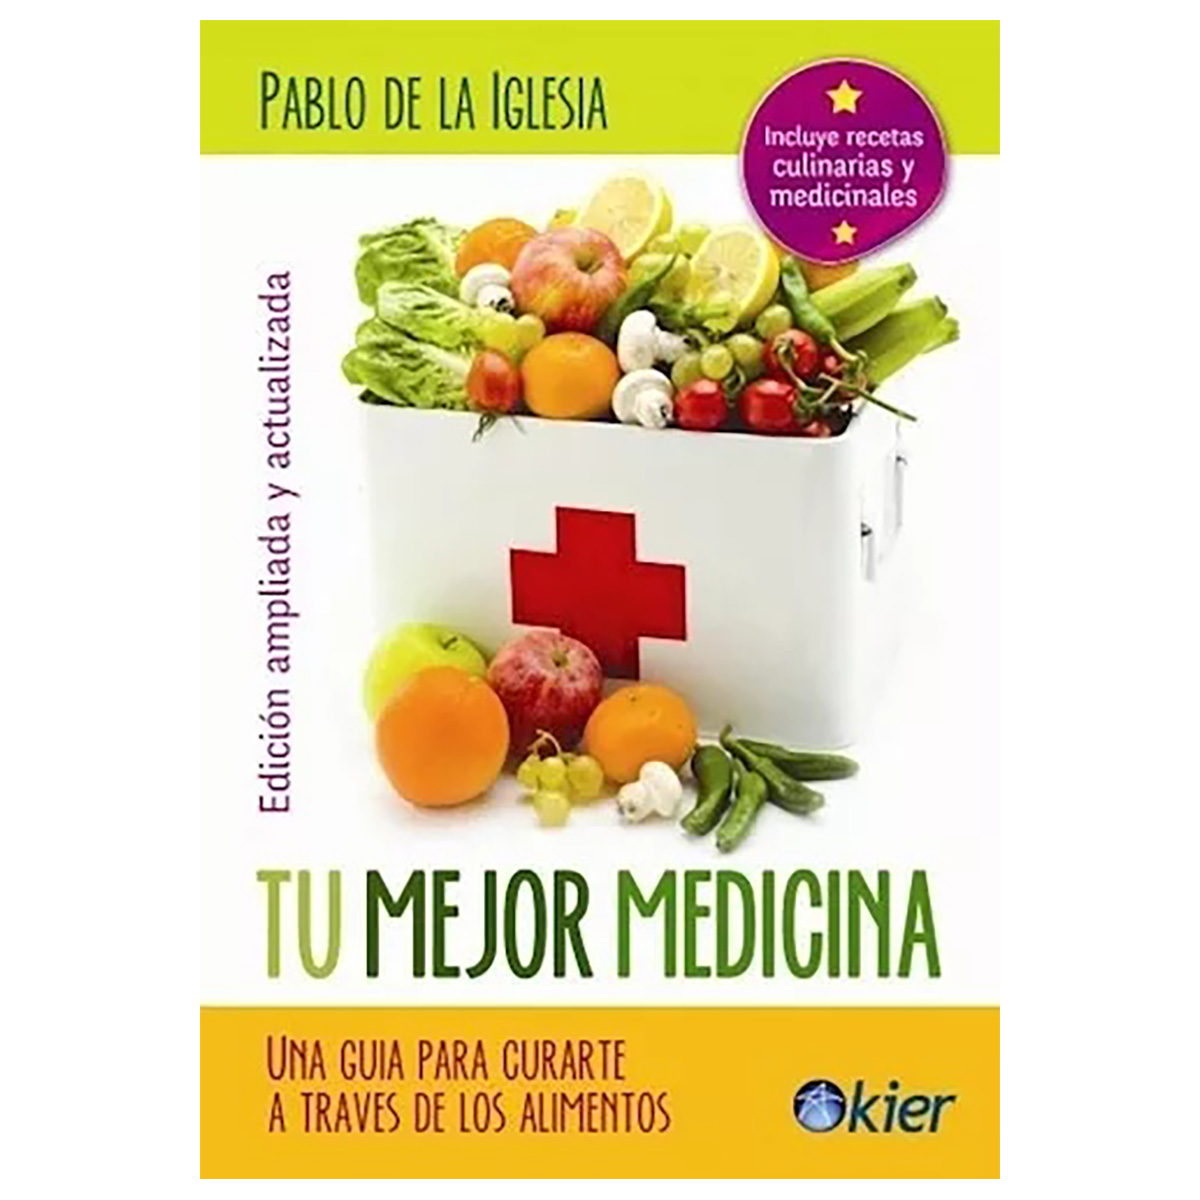 PABLO DE LA IGLESIA
Incluye recetas
culinarias y
medicinales
Edición ampliada y actualizada
TU MEJOR MEDICINA
UNA GUIA PARA CURARTE
A TRAVES DE LOS ALIMENTOS
kier